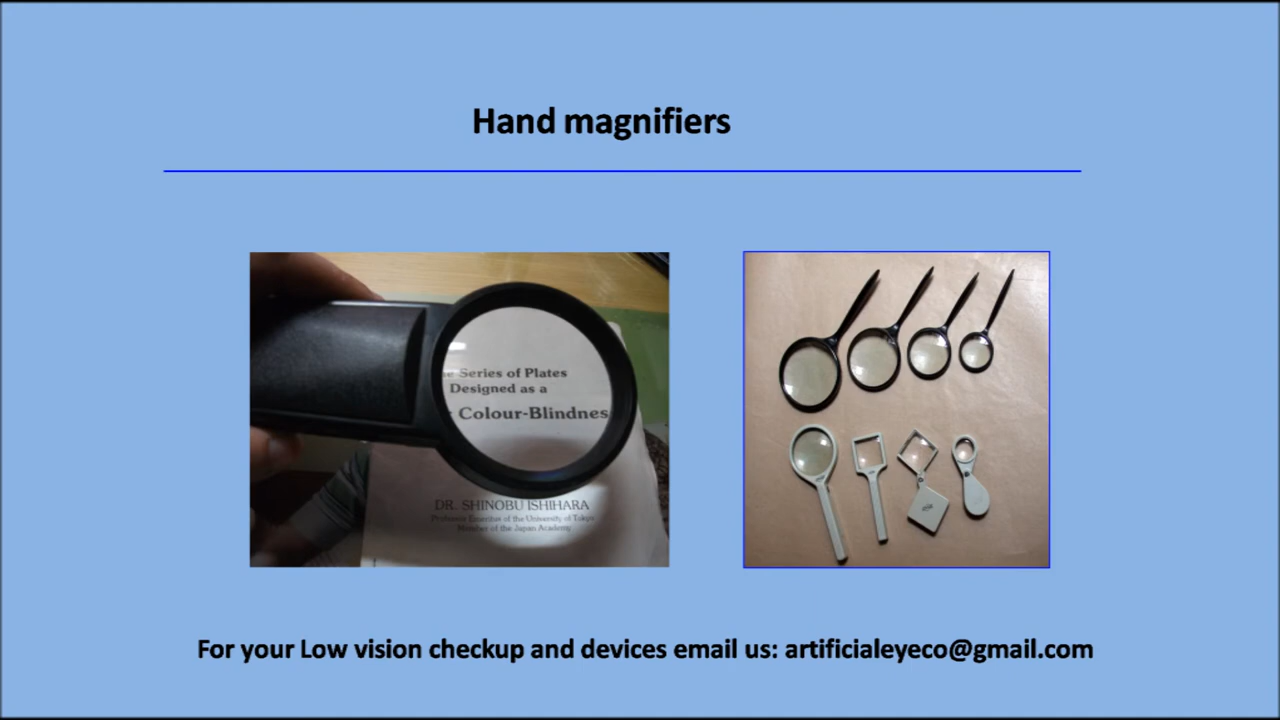 Hand magnifiers
e Series of Plates
Designed as a
Colour-Blindnes
DR. SHINOBU ISHIHARA
Professor Emeritus of the University of Tokyo
Member of the Japan Academy
For your Low vision checkup and devices email us: artificialeyeco@gmail.com